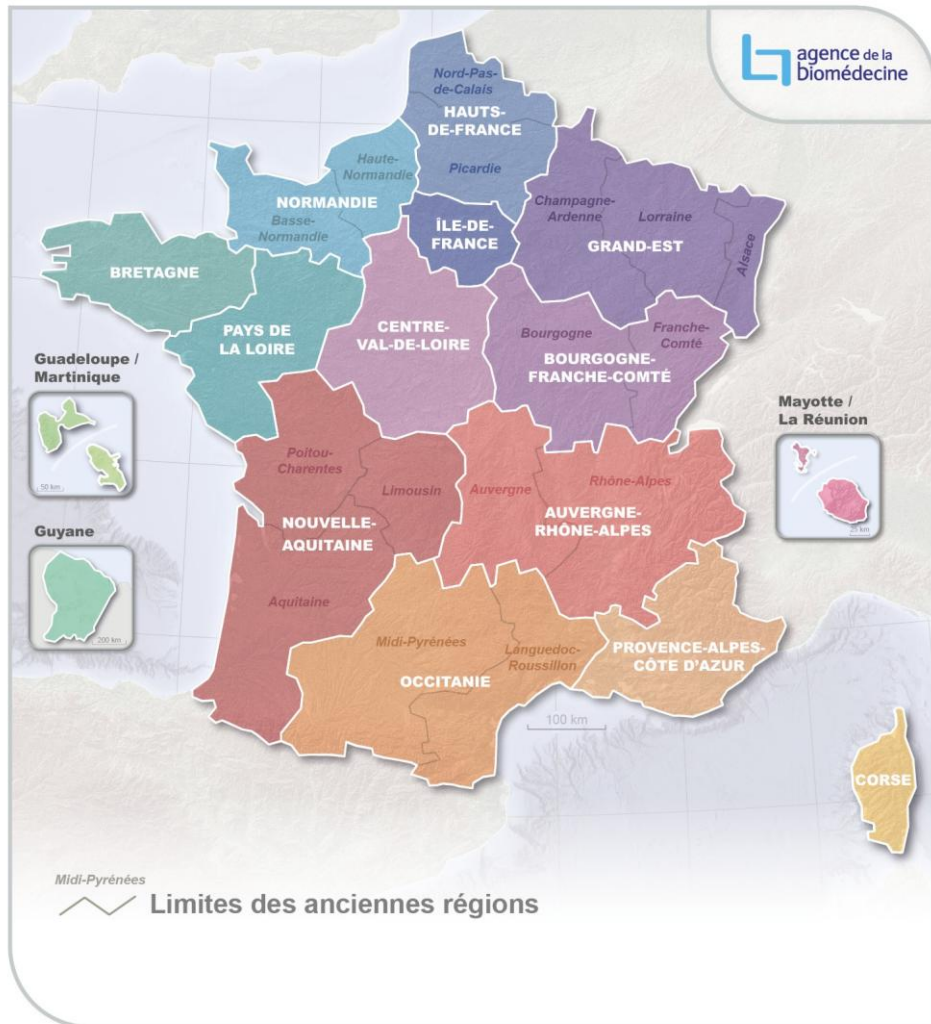 agence de la
biomédecine
Nord-Pas-
de-Calais
HAUTS-
DE-FRANCE
Picardie
Haute-
Normandie
NORMANDIE
Basse-
Normandie
ÎLE-DE-
FRANCE
Champagne-
Ardenne
Lorraine
GRAND-EST
Alsace
BRETAGNE
PAYS DE
LA LOIRE
CENTRE-
VAL-DE-LOIRE
Bourgogne
Franche-
Comté
BOURGOGNE-
FRANCHE-COMTÉ
Guadeloupe /
Martinique
50 km
Guyane
200 km
Mayotte /
La Réunion
25 km
Poitou-
Charentes
Limousin
NOUVELLE-
AQUITAINE
Aquitaine
Auvergne
Rhône-Alpes
AUVERGNE-
RHÔNE-ALPES
Midi-Pyrénées
Languedoc-
Roussillon
OCCITANIE
PROVENCE-ALPES-
CÔTE D'AZUR
100 km
CORSE
Midi-Pyrénées
Limites des anciennes régions